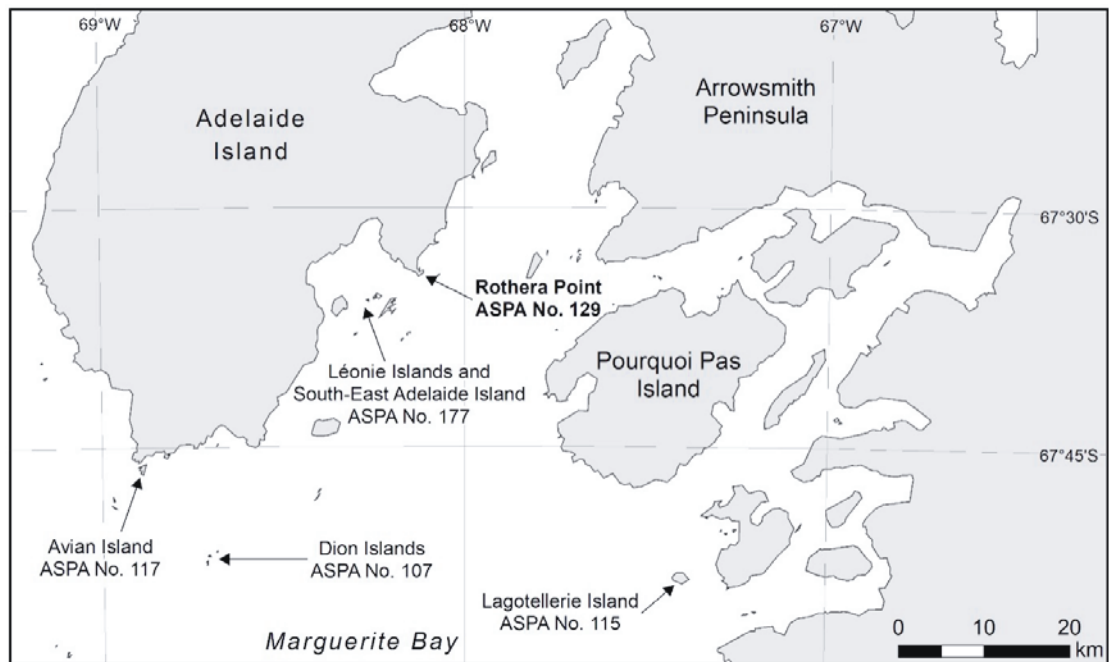 69°W
68°W
67°W
Arrowsmith
Peninsula
Adelaide
Island
67°30'S
Rothera Point
ASPA No. 129
Léonie Islands and
South-East Adelaide Island
ASPA No. 177
Pourquoi Pas
Island
67°45'S
Avian Island
ASPA No. 117
Dion Islands
ASPA No. 107
Lagotellerie Island
ASPA No. 115
Marguerite Bay
0 10 20
km